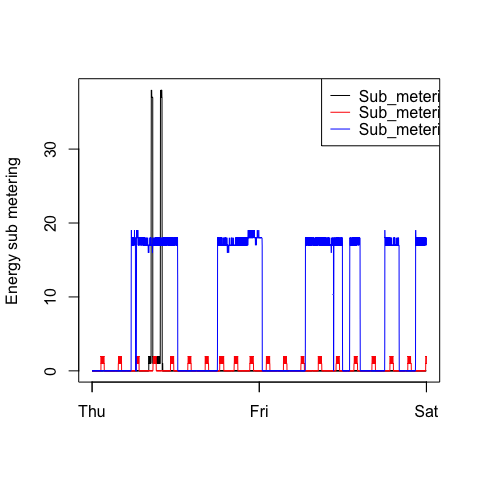 Sub_meteri
Sub_meteri
Sub_meteri
Energy sub metering
30
20
10
0
Thu Fri Sat